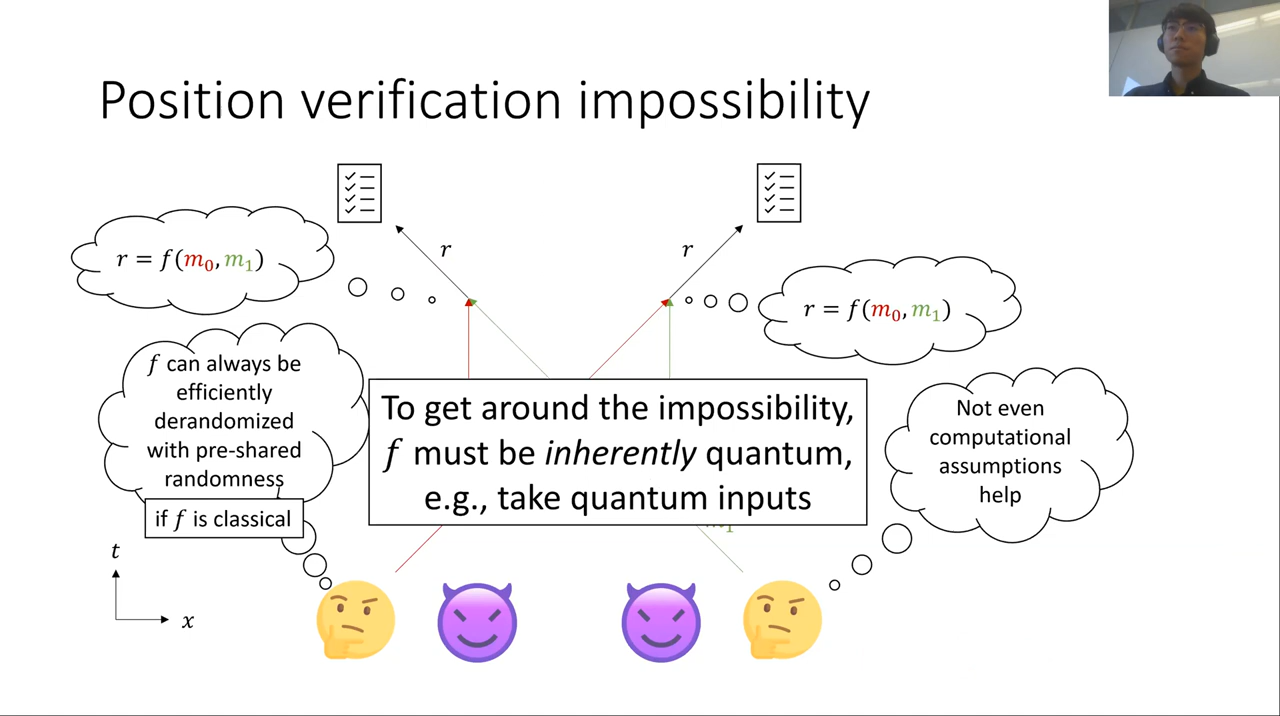 Position verification impossibility
r
r
r = f(m₀, m₁)
r = f(m₀, m₁)
f can always be
efficiently
derandomized
with pre-shared
randomness
if f is classical
To get around the impossibility,
f must be inherently quantum,
e.g., take quantum inputs
Not even
computational
assumptions
help
t
x